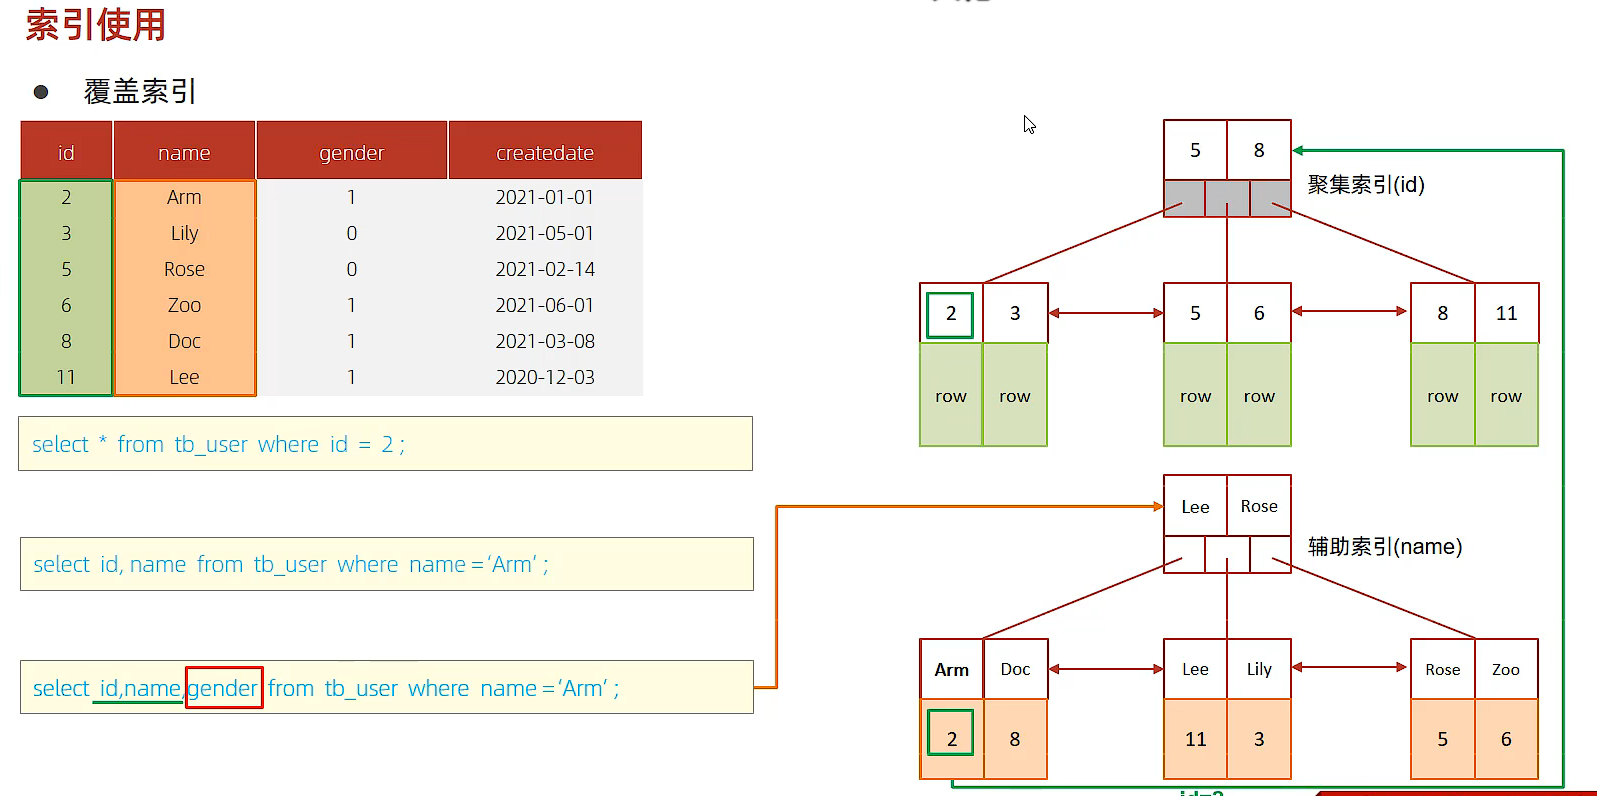 索引使用
● 覆盖索引
id name gender createdate
2 Arm 1 2021-01-01
3 Lily 0 2021-05-01
5 Rose 0 2021-02-14
6 Zoo 1 2021-06-01
8 Doc 1 2021-03-08
11 Lee 1 2020-12-03
select * from tb_user where id = 2 ;
select id, name from tb_user where name = ‘Arm’ ;
select id,name,gender from tb_user where name = ‘Arm’ ;
5 8
聚集索引(id)
2 3 5 6 8 11
row row row row row row
Lee Rose
辅助索引(name)
Arm Doc Lee Lily Rose Zoo
2 8 11 3 5 6